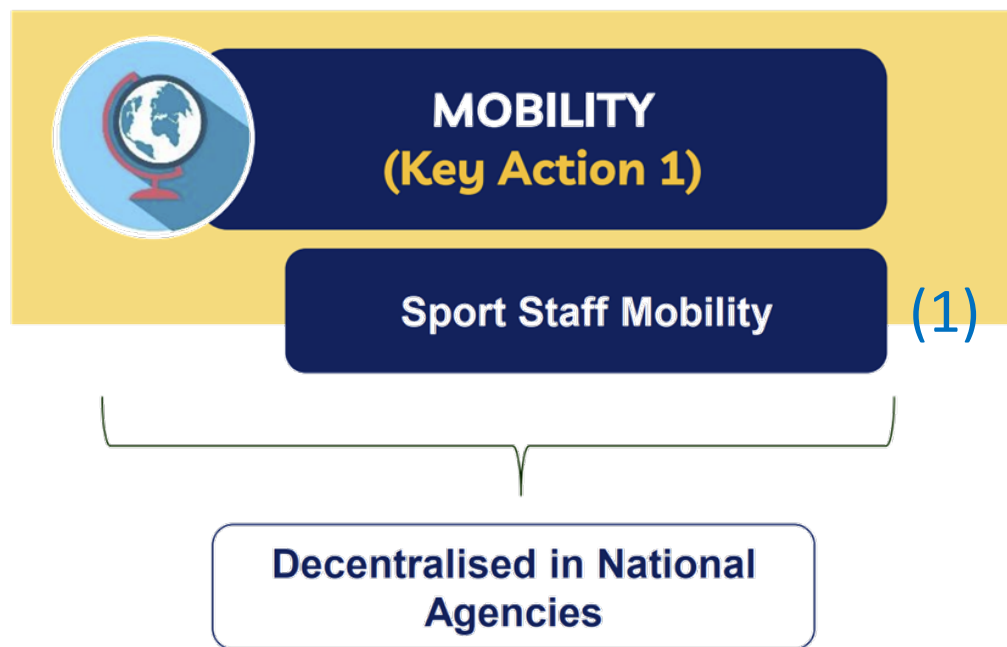 MOBILITY
(Key Action 1)
Sport Staff Mobility
(1)
Decentralised in National
Agencies